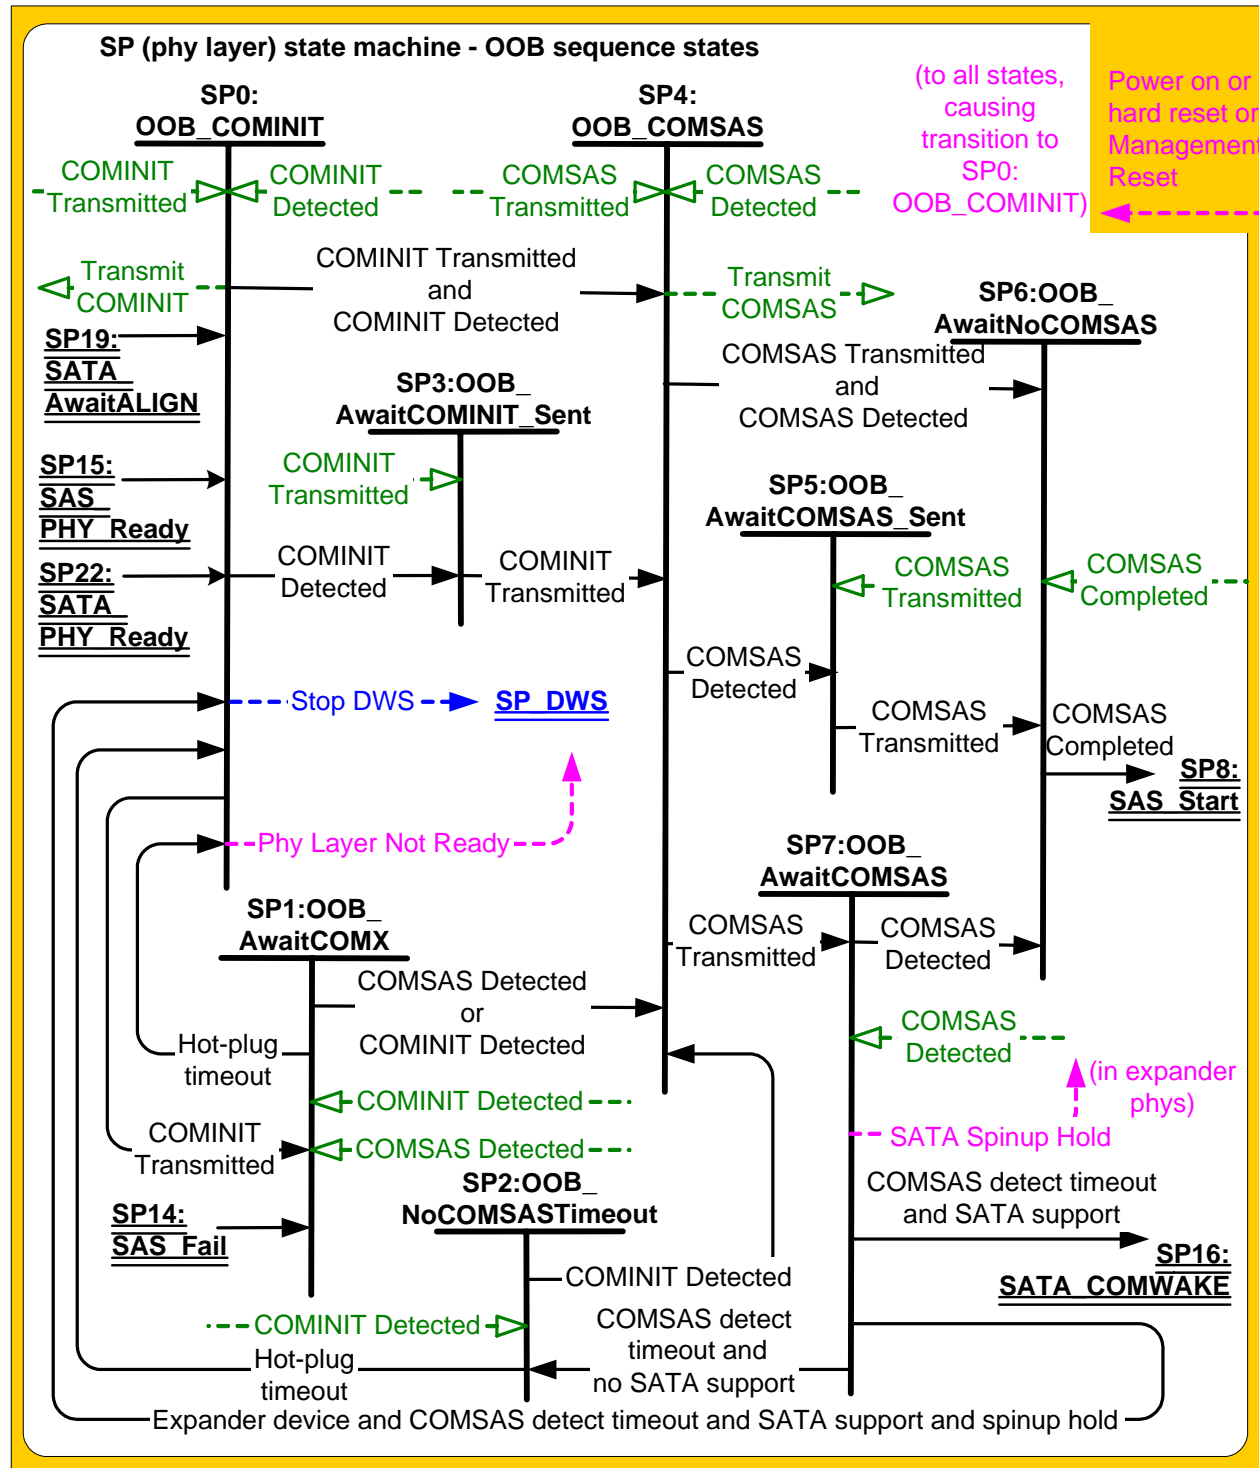 SP (phy layer) state machine - OOB sequence states
SP0:
OOB_COMINIT
SP4:
OOB_COMSAS
(to all states,
causing
transition to
SP0:
OOB_COMINIT)
Power on or
hard reset or
Management
Reset
COMINIT
Transmitted
COMINIT
Detected
COMSAS
Transmitted
COMSAS
Detected
Transmit
COMINIT
COMINIT Transmitted
and
COMINIT Detected
Transmit
COMSAS
SP6:OOB_
AwaitNoCOMSAS
SP19:
SATA_
AwaitALIGN
SP3:OOB_
AwaitCOMINIT_Sent
COMSAS Transmitted
and
COMSAS Detected
SP15:
SAS_
PHY_Ready
COMINIT
Transmitted
SP5:OOB_
AwaitCOMSAS_Sent
SP22:
SATA_
PHY_Ready
COMINIT
Detected
COMINIT
Transmitted
COMSAS
Transmitted
COMSAS
Completed
COMSAS
Detected
Stop DWS
SP_DWS
COMSAS
Transmitted
COMSAS
Completed
SP8:
SAS_Start
Phy Layer Not Ready
SP7:OOB_
AwaitCOMSAS
SP1:OOB_
AwaitCOMX
COMSAS
Transmitted
COMSAS
Detected
COMSAS Detected
or
COMINIT Detected
Hot-plug
timeout
COMSAS
Detected
COMINIT Detected
(in expander
phys)
COMINIT
Transmitted
COMSAS Detected
SATA Spinup Hold
SP2:OOB_
NoCOMSASTimeout
COMSAS detect timeout
and SATA support
SP14:
SAS_Fail
SP16:
SATA_COMWAKE
COMINIT Detected
COMINIT Detected
COMSAS detect
timeout and
no SATA support
Hot-plug
timeout
Expander device and COMSAS detect timeout and SATA support and spinup hold